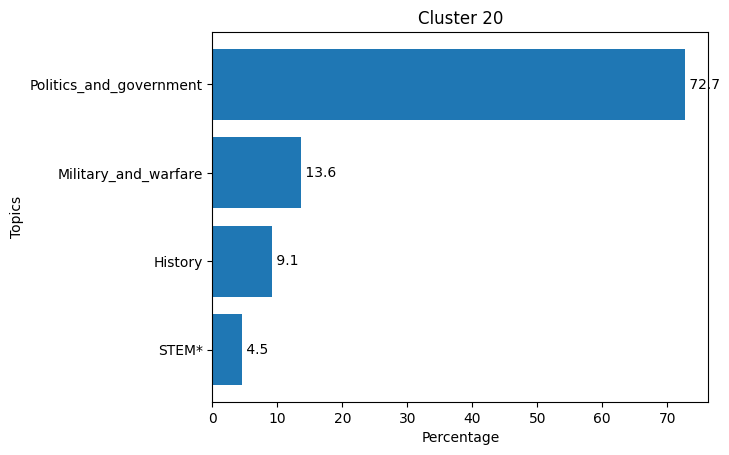 Cluster 20
Topics
Politics_and_government
72.7
Military_and_warfare
13.6
History
9.1
STEM*
4.5
0 10 20 30 40 50 60 70
Percentage